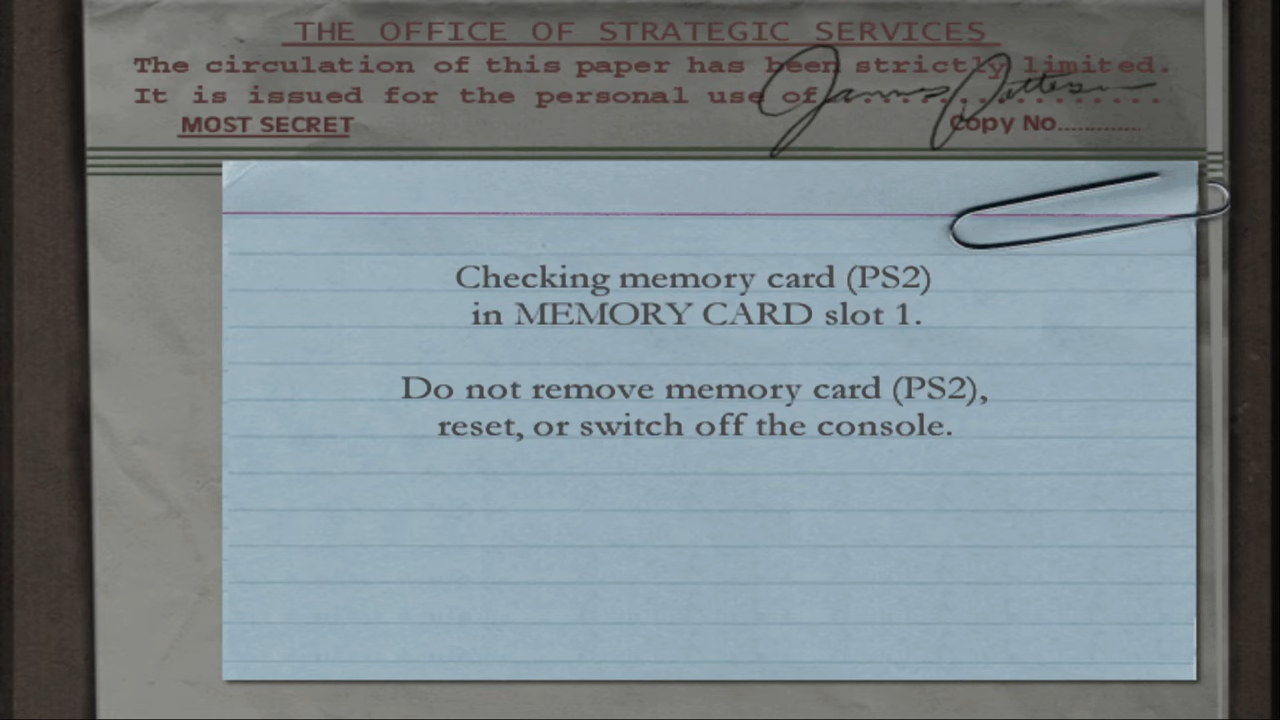 THE OFFICE OF STRATEGIC SERVICES
The circulation of this paper has been strictly limited.
It is issued for the personal use of..................
James Patterson
MOST SECRET
Copy No.............
Checking memory card (PS2)
in MEMORY CARD slot 1.
Do not remove memory card (PS2),
reset, or switch off the console.